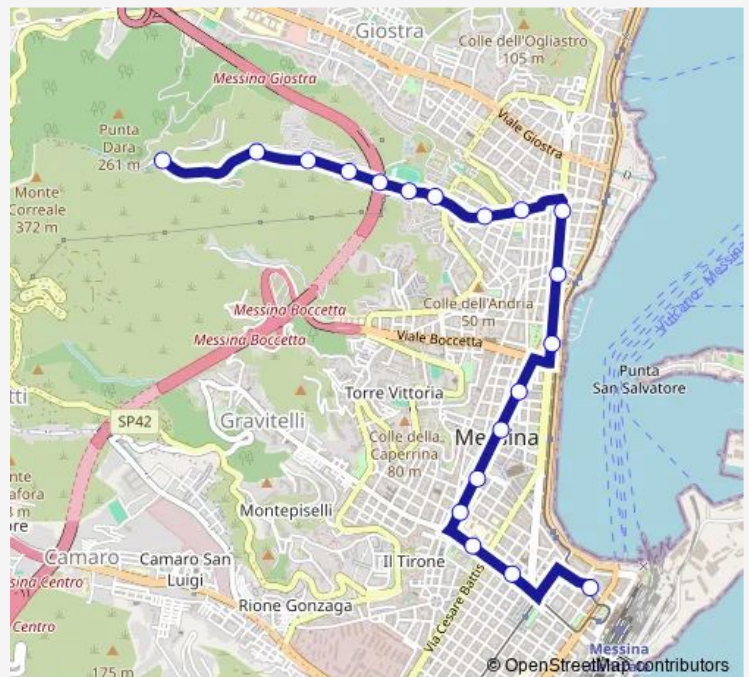 Giostra
Colle dell'Ogliastro
105 m
Messina Giostra
Viale Giostra
Punta
Dara
261 m
Monte
Correale
372 m
Colle dell'Andria
50 m
Messina Boccetta
Messina Boccetta
Viale Boccetta
Punta
San Salvatore
Torre Vittoria
SP42
Gravitelli
Colle della
Caperrina
80 m
Messina
Montepiselli
Camaro
Camaro San
Luigi
Il Tirone
Rione Gonzaga
Via Cesare Battis
Centro
175 m
Messina
© OpenStreetMap contributors